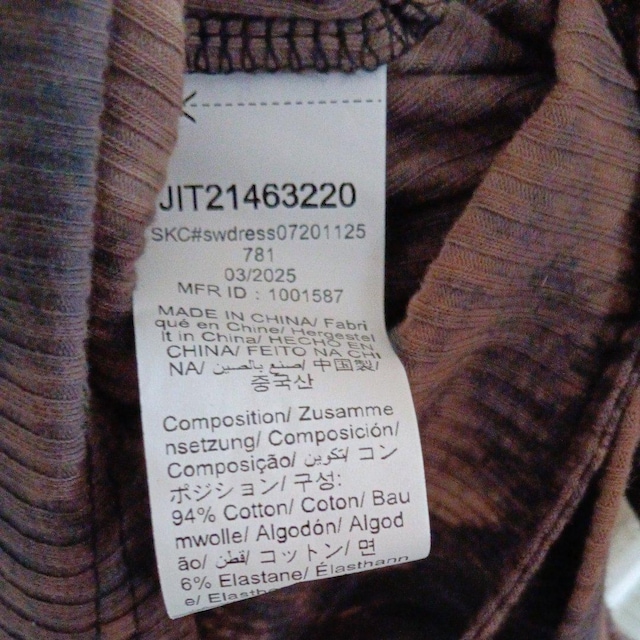 JIT21463220
SKC#swdress07201125
781
03/2025
MFR ID : 1001587
MADE IN CHINA/ Fabri
qué en Chine/ Hergestel
lt in China/ HECHO EN
CHINA/ FEITO NA CHI
NA/ صنع بالصين/ 中国製/
중국산
Composition/ Zusamme
nsetzung/ Composición/
Composição/ تكوين/ コン
ポジション/ 구성:
94% Cotton/ Coton/ Bau
mwolle/ Algodón/ Algod
ão/ قطن/ コットン/ 면
6% Elastane/ Élasthann
e/